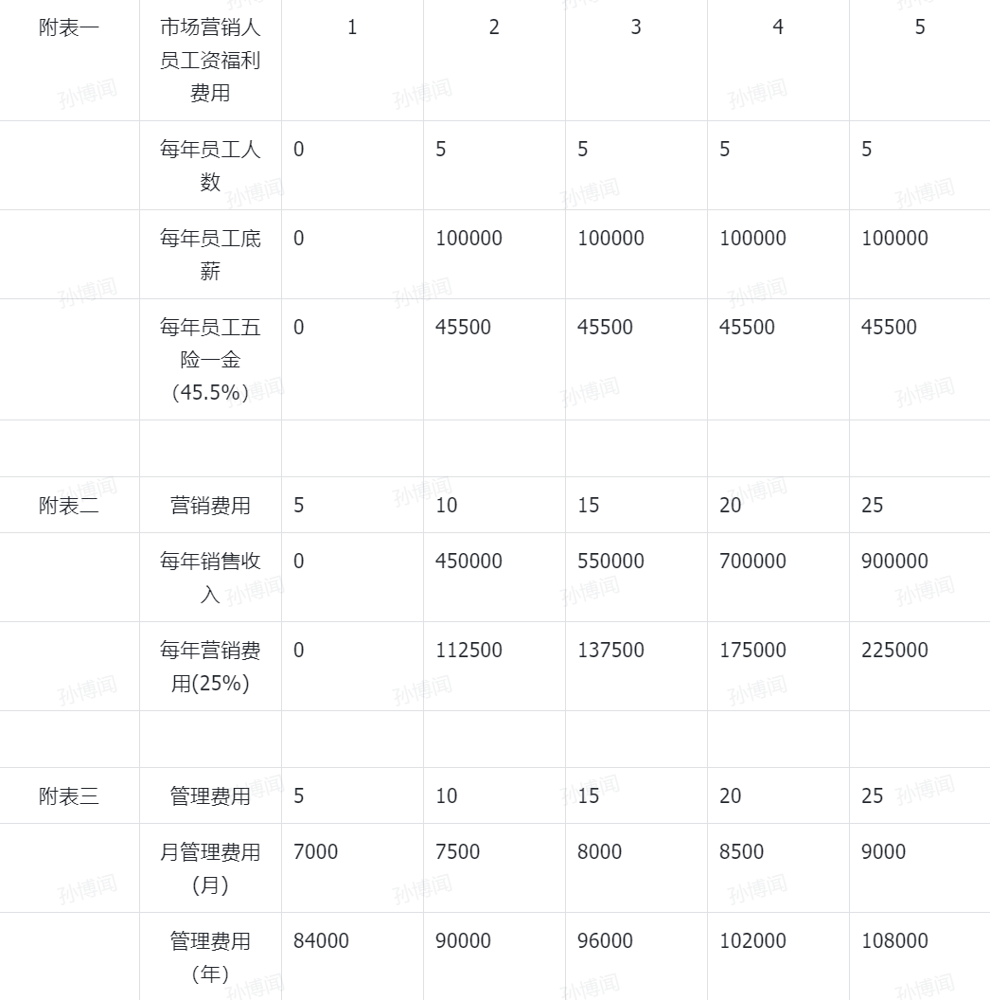 附表一 市场营销人员工资福利费用 1 2 3 4 5
每年员工人数 0 5 5 5 5
每年员工底薪 0 100000 100000 100000 100000
每年员工五险一金（45.5%） 0 45500 45500 45500 45500
附表二 营销费用 5 10 15 20 25
每年销售收入 0 450000 550000 700000 900000
每年营销费用(25%) 0 112500 137500 175000 225000
附表三 管理费用 5 10 15 20 25
月管理费用(月) 7000 7500 8000 8500 9000
管理费用（年） 84000 90000 96000 102000 108000
孙博闻